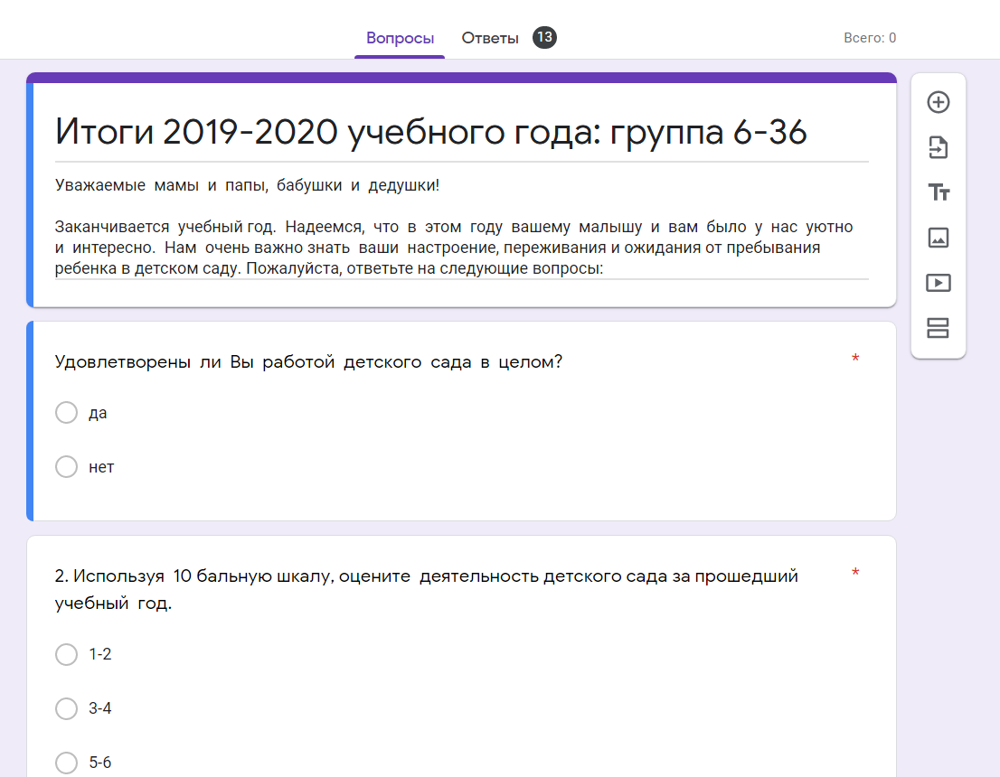 Вопросы Ответы 13 Всего: 0
Итоги 2019-2020 учебного года: группа 6-36
Уважаемые мамы и папы, бабушки и дедушки!
Заканчивается учебный год. Надеемся, что в этом году вашему малышу и вам было у нас уютно
и интересно. Нам очень важно знать ваши настроение, переживания и ожидания от пребывания
ребенка в детском саду. Пожалуйста, ответьте на следующие вопросы:
Удовлетворены ли Вы работой детского сада в целом? *
да
нет
2. Используя 10 бальную шкалу, оцените деятельность детского сада за прошедший *
учебный год.
1-2
3-4
5-6